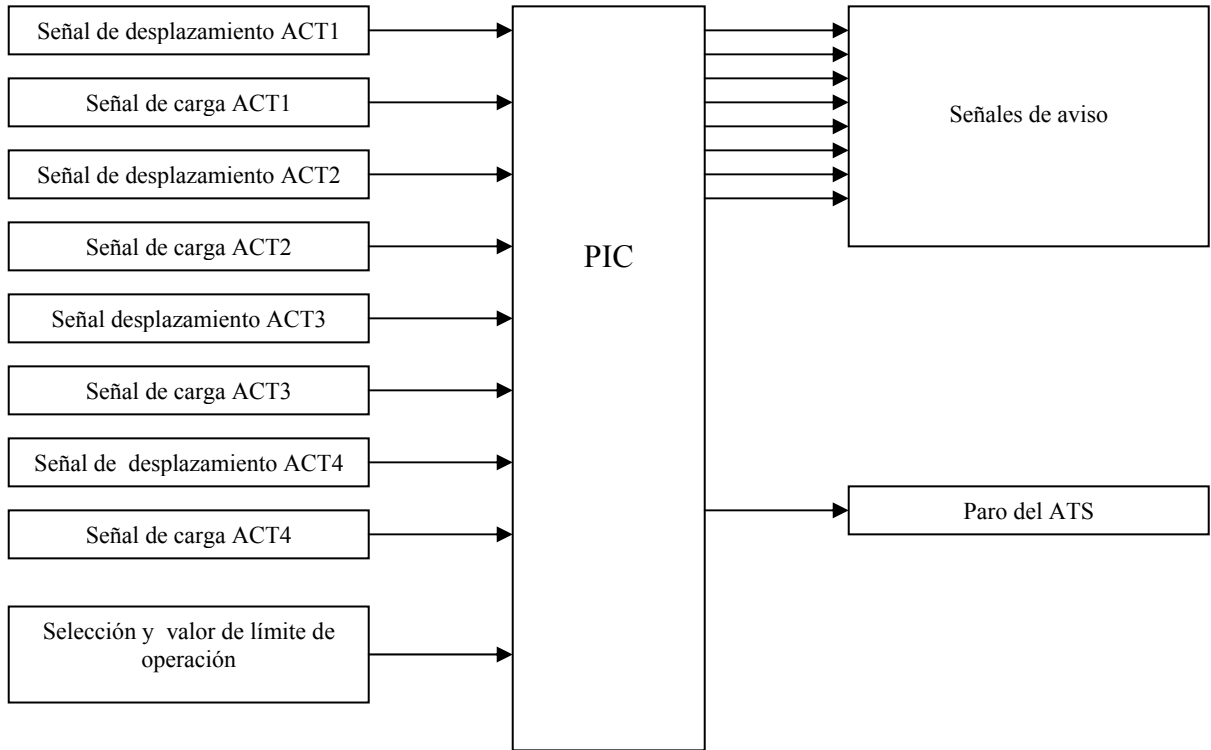 Señal de desplazamiento ACT1
Señal de carga ACT1
Señal de desplazamiento ACT2
Señal de carga ACT2
Señal desplazamiento ACT3
Señal de carga ACT3
Señal de  desplazamiento ACT4
Señal de carga ACT4
Selección y  valor de límite de
operación
PIC
Señales de aviso
Paro del ATS